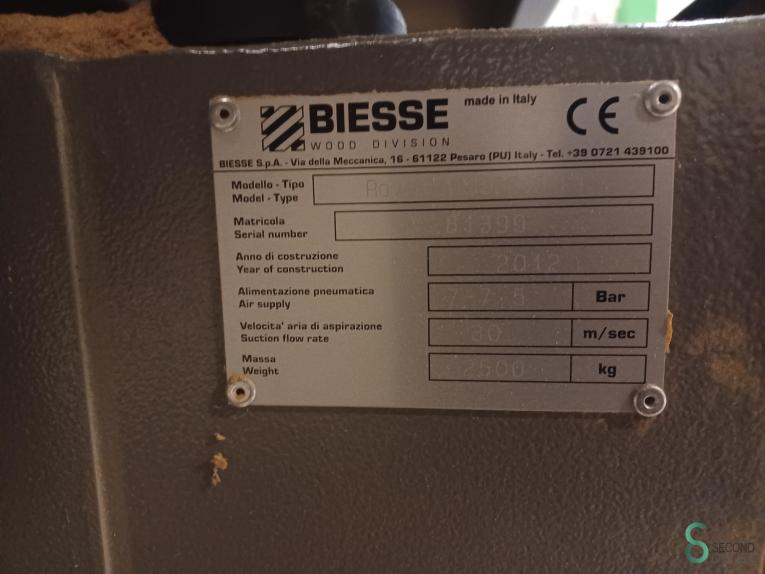 BIESSE made in Italy CE
WOOD DIVISION
BIESSE S.p.A. - Via della Meccanica, 16 - 61122 Pesaro (PU) Italy - Tel. +39 0721 439100
Modello - Tipo
Model - Type
Matricola
Serial number
81399
Anno di costruzione
Year of construction
2012
Alimentazione pneumatica
Air supply
7-7,5 Bar
Velocita' aria di aspirazione
Suction flow rate
30 m/sec
Massa
Weight
2500 kg
S SECOND